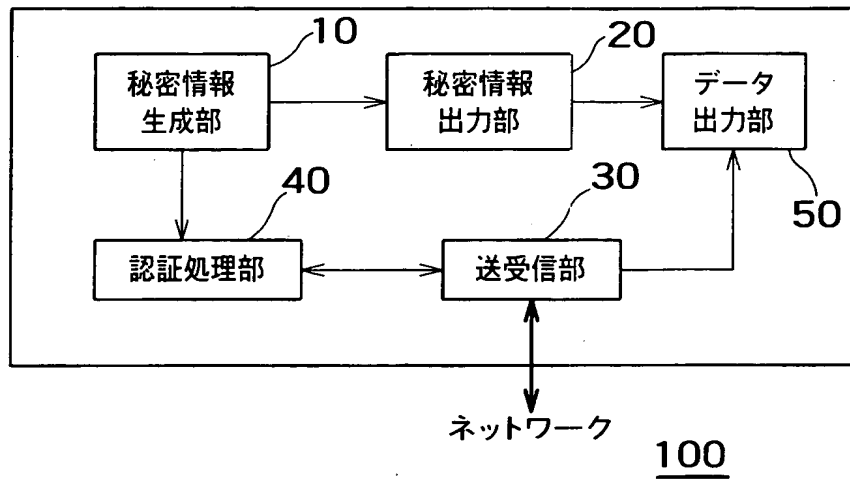 10
20
秘密情報
生成部
秘密情報
出力部
データ
出力部
40
30
50
認証処理部
送受信部
ネットワーク
100